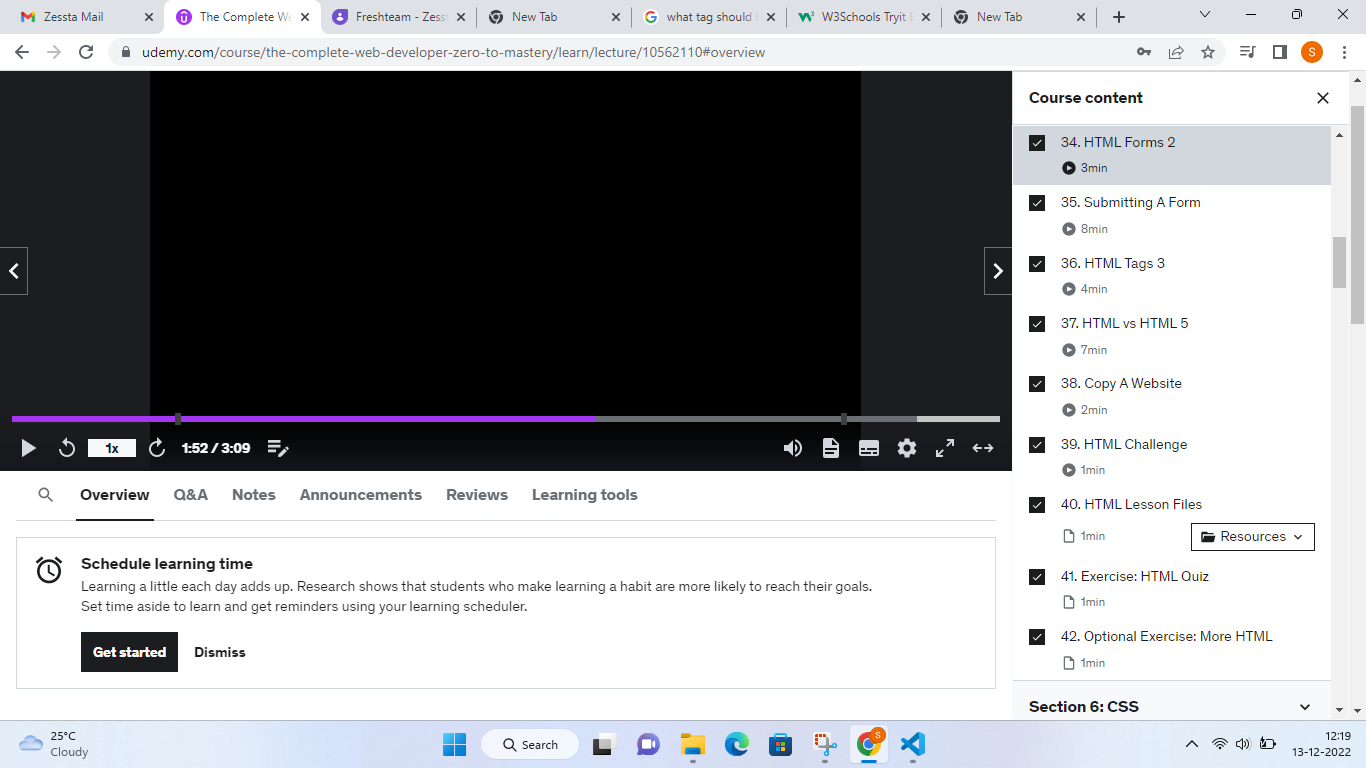 Zessta Mail
The Complete We
Freshteam - Zess
New Tab
what tag should
W3Schools Tryit E
New Tab
udemy.com/course/the-complete-web-developer-zero-to-mastery/learn/lecture/10562110#overview
S
Course content
34. HTML Forms 2
3min
35. Submitting A Form
8min
36. HTML Tags 3
4min
37. HTML vs HTML 5
7min
38. Copy A Website
2min
39. HTML Challenge
1min
40. HTML Lesson Files
1min
Resources
41. Exercise: HTML Quiz
1min
42. Optional Exercise: More HTML
1min
Section 6: CSS
1x
1:52 / 3:09
Overview
Q&A
Notes
Announcements
Reviews
Learning tools
Schedule learning time
Learning a little each day adds up. Research shows that students who make learning a habit are more likely to reach their goals.
Set time aside to learn and get reminders using your learning scheduler.
Get started
Dismiss
25°C
Cloudy
Search
S
12:19
13-12-2022